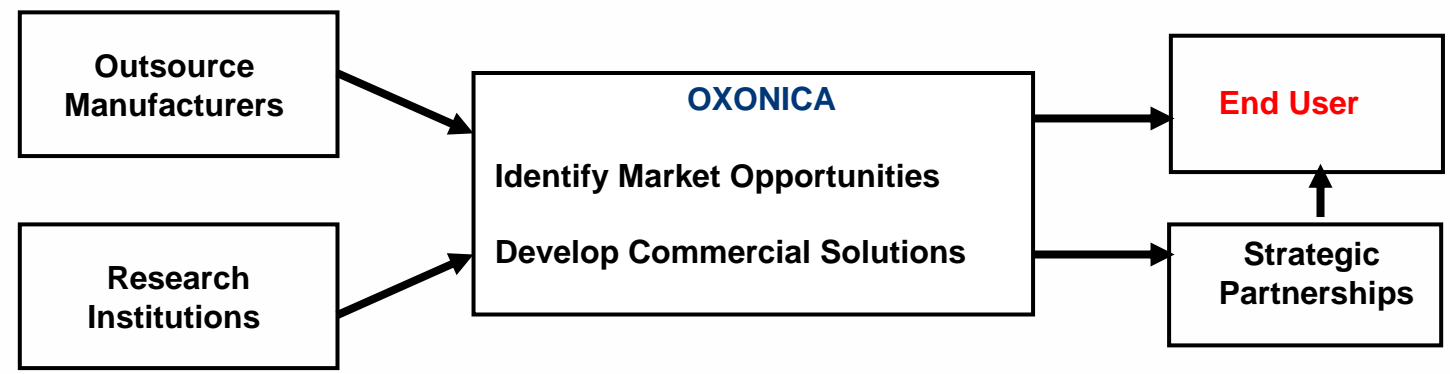 Outsource
Manufacturers
Research
Institutions
OXONICA
Identify Market Opportunities
Develop Commercial Solutions
End User
Strategic
Partnerships